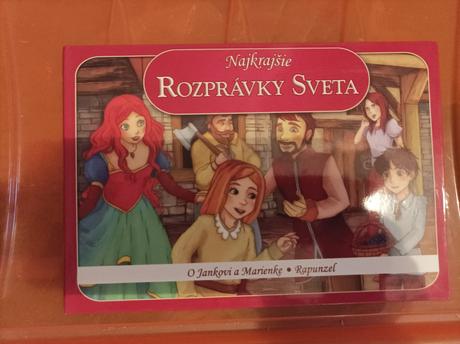 Najkrajšie
ROZPRÁVKY SVETA
O Jankovi a Marienke • Rapunzel